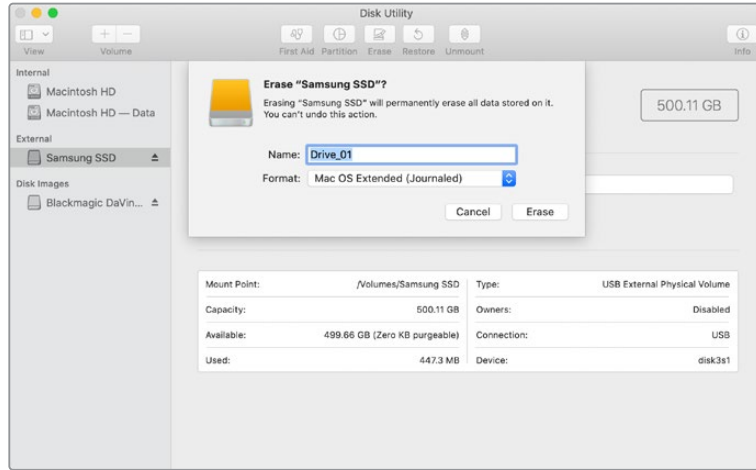 Disk Utility
View
Volume
First Aid
Partition
Erase
Restore
Unmount
Info
Internal
Macintosh HD
Macintosh HD — Data
External
Samsung SSD
Disk Images
Blackmagic DaVin...
Erase “Samsung SSD”?
Erasing “Samsung SSD” will permanently erase all data stored on it.
You can’t undo this action.
Name: Drive_01
Format: Mac OS Extended (Journaled)
Cancel
Erase
500.11 GB
Mount Point: /Volumes/Samsung SSD
Type: USB External Physical Volume
Capacity: 500.11 GB
Owners: Disabled
Available: 499.66 GB (Zero KB purgeable)
Connection: USB
Used: 447.3 MB
Device: disk3s1